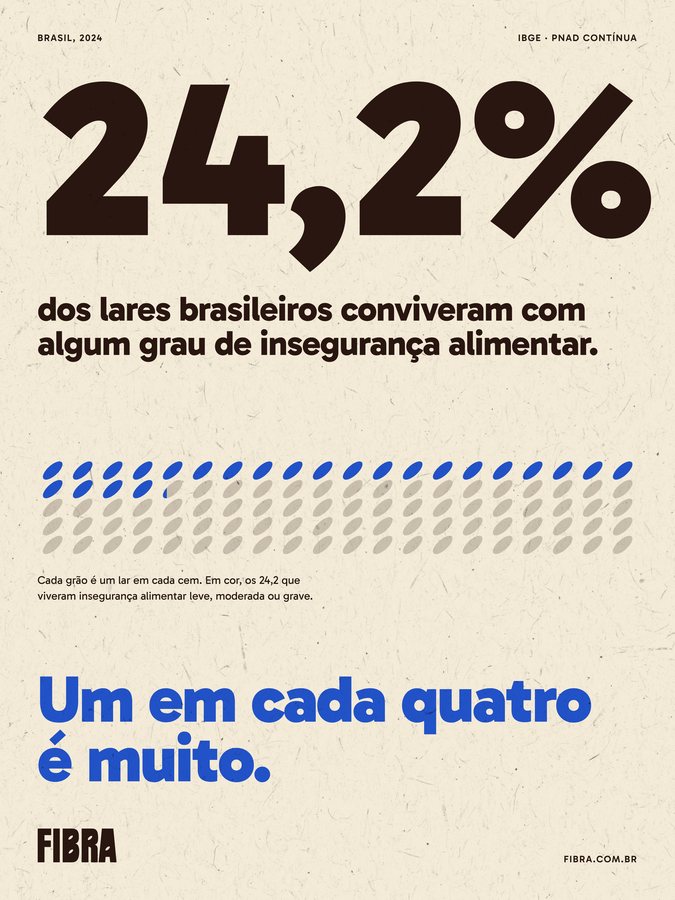 BRASIL, 2024
IBGE · PNAD CONTÍNUA
24,2%
dos lares brasileiros conviveram com
algum grau de insegurança alimentar.
Cada grão é um lar em cada cem. Em cor, os 24,2 que
viveram insegurança alimentar leve, moderada ou grave.
Um em cada quatro
é muito.
FIBRA
FIBRA.COM.BR